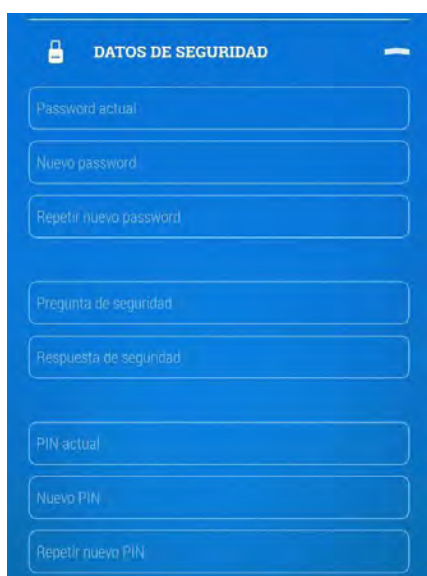 DATOS DE SEGURIDAD
Password actual
Nuevo password
Repetir nuevo password
Pregunta de seguridad
Respuesta de seguridad
PIN actual
Nuevo PIN
Repetir nuevo PIN